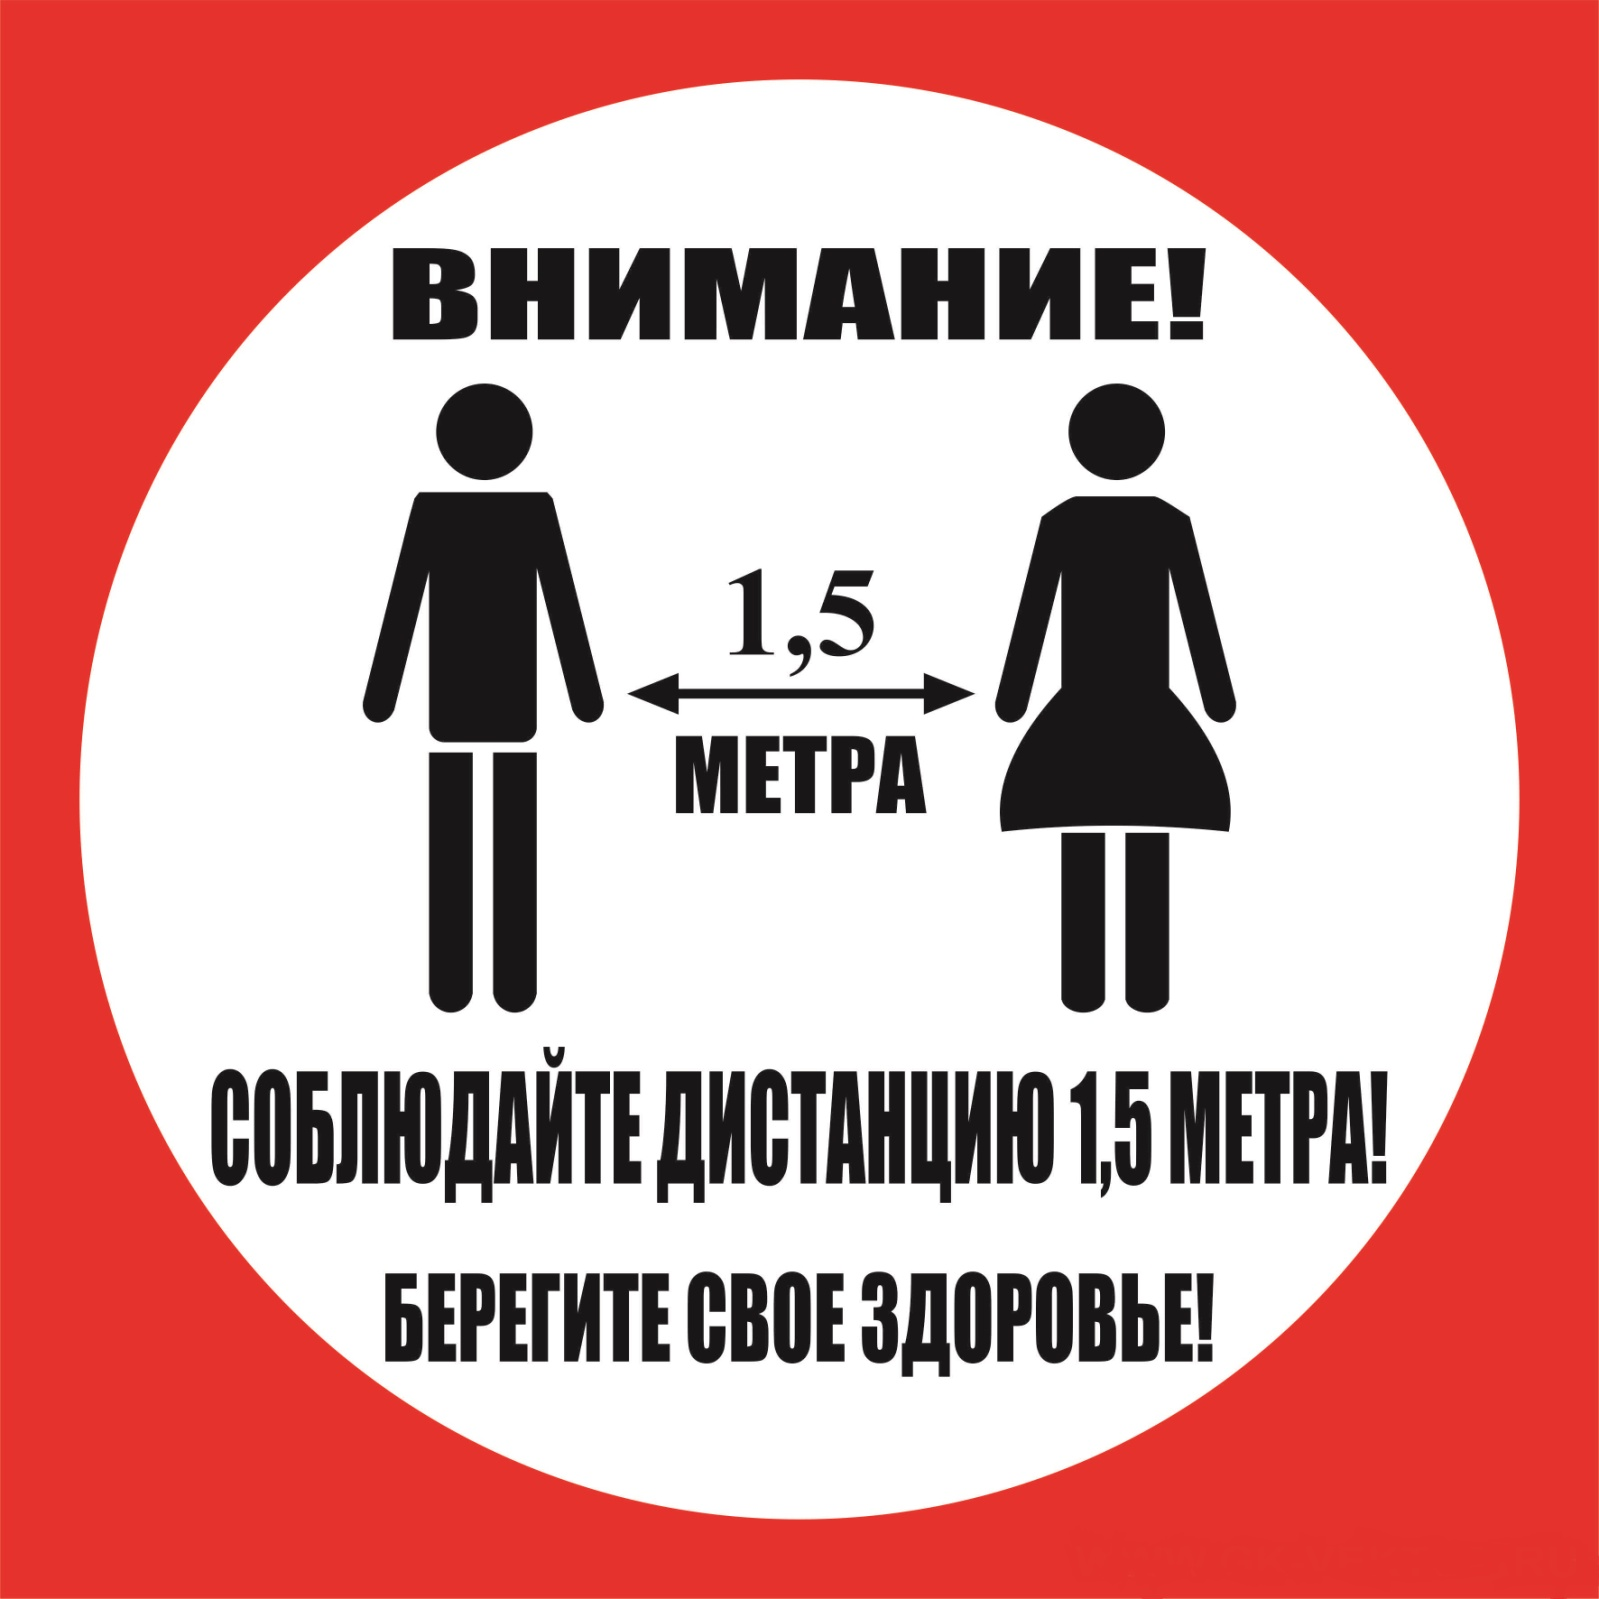 ВНИМАНИЕ!
1,5
МЕТРА
СОБЛЮДАЙТЕ ДИСТАНЦИЮ 1,5 МЕТРА!
БЕРЕГИТЕ СВОЕ ЗДОРОВЬЕ!